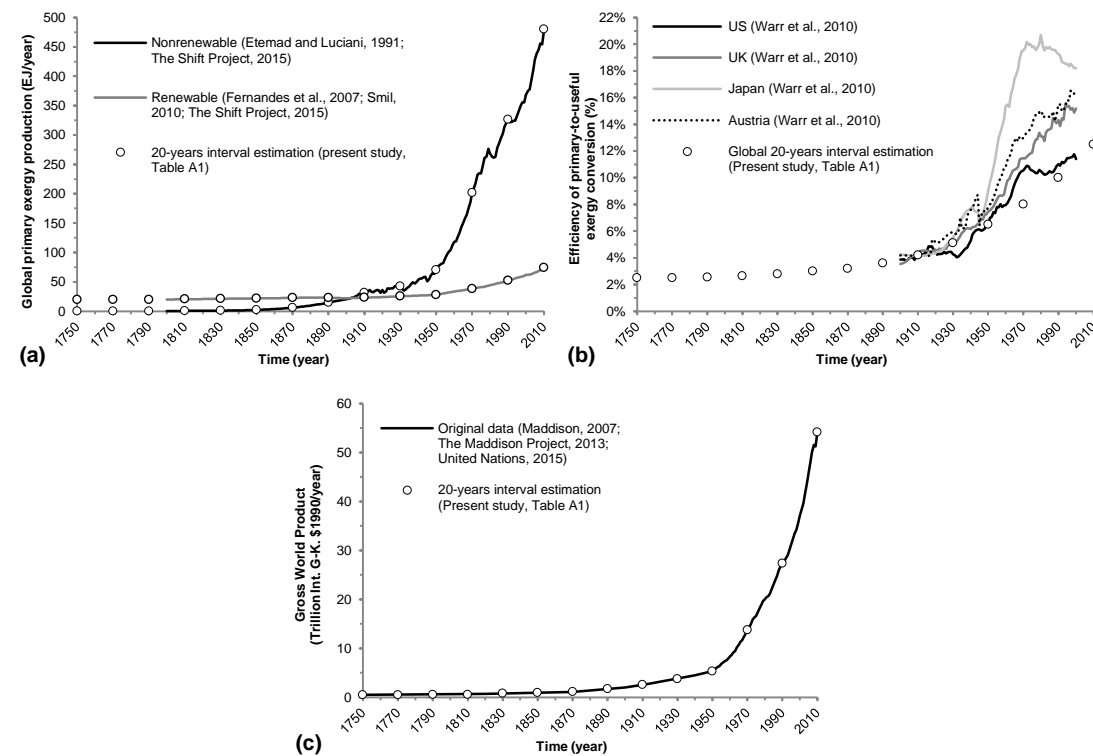 Global primary exergy production (EJ/year)
500
450
400
350
300
250
200
150
100
50
0
Nonrenewable (Etemad and Luciani, 1991;
The Shift Project, 2015)
Renewable (Fernandes et al., 2007; Smil,
2010; The Shift Project, 2015)
20-years interval estimation (present study,
Table A1)
1750 1770 1790 1810 1830 1850 1870 1890 1910 1930 1950 1970 1990 2010
(a)
Time (year)
Efficiency of primary-to-useful
exergy conversion (%)
22%
20%
18%
16%
14%
12%
10%
8%
6%
4%
2%
0%
US (Warr et al., 2010)
UK (Warr et al., 2010)
Japan (Warr et al., 2010)
Austria (Warr et al., 2010)
Global 20-years interval estimation
(Present study, Table A1)
1750 1770 1790 1810 1830 1850 1870 1890 1910 1930 1950 1970 1990 2010
(b)
Time (year)
Gross World Product
(Trillion Int. G-K. $1990/year)
60
50
40
30
20
10
0
Original data (Maddison, 2007;
The Maddison Project, 2013;
United Nations, 2015)
20-years interval estimation
(Present study, Table A1)
1750 1770 1790 1810 1830 1850 1870 1890 1910 1930 1950 1970 1990 2010
(c)
Time (year)